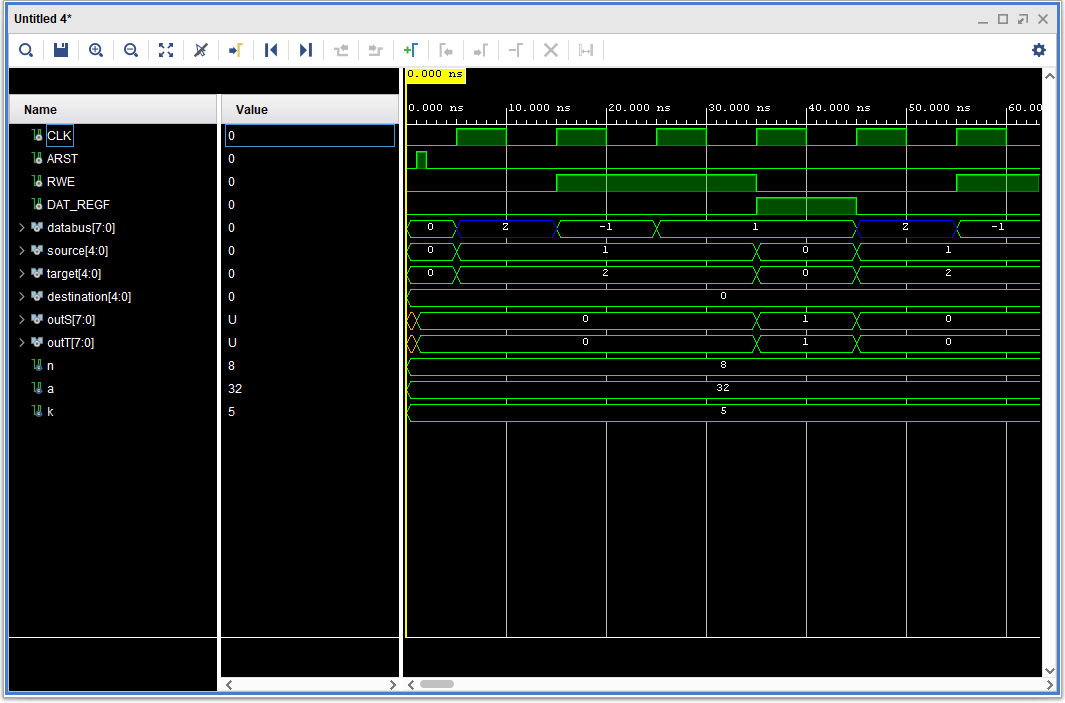 Untitled 4*
0.000 ns
0.000 ns 10.000 ns 20.000 ns 30.000 ns 40.000 ns 50.000 ns 60.00
Name Value
CLK 0
ARST 0
RWE 0
DAT_REGF 0
databus[7:0] 0 0 2 -1 1 2 -1
source[4:0] 0 0 1 0 1
target[4:0] 0 0 2 0 2
destination[4:0] 0 0
outS[7:0] U 0 1 0
outT[7:0] U 0 1 0
n 8 8
a 32 32
k 5 5